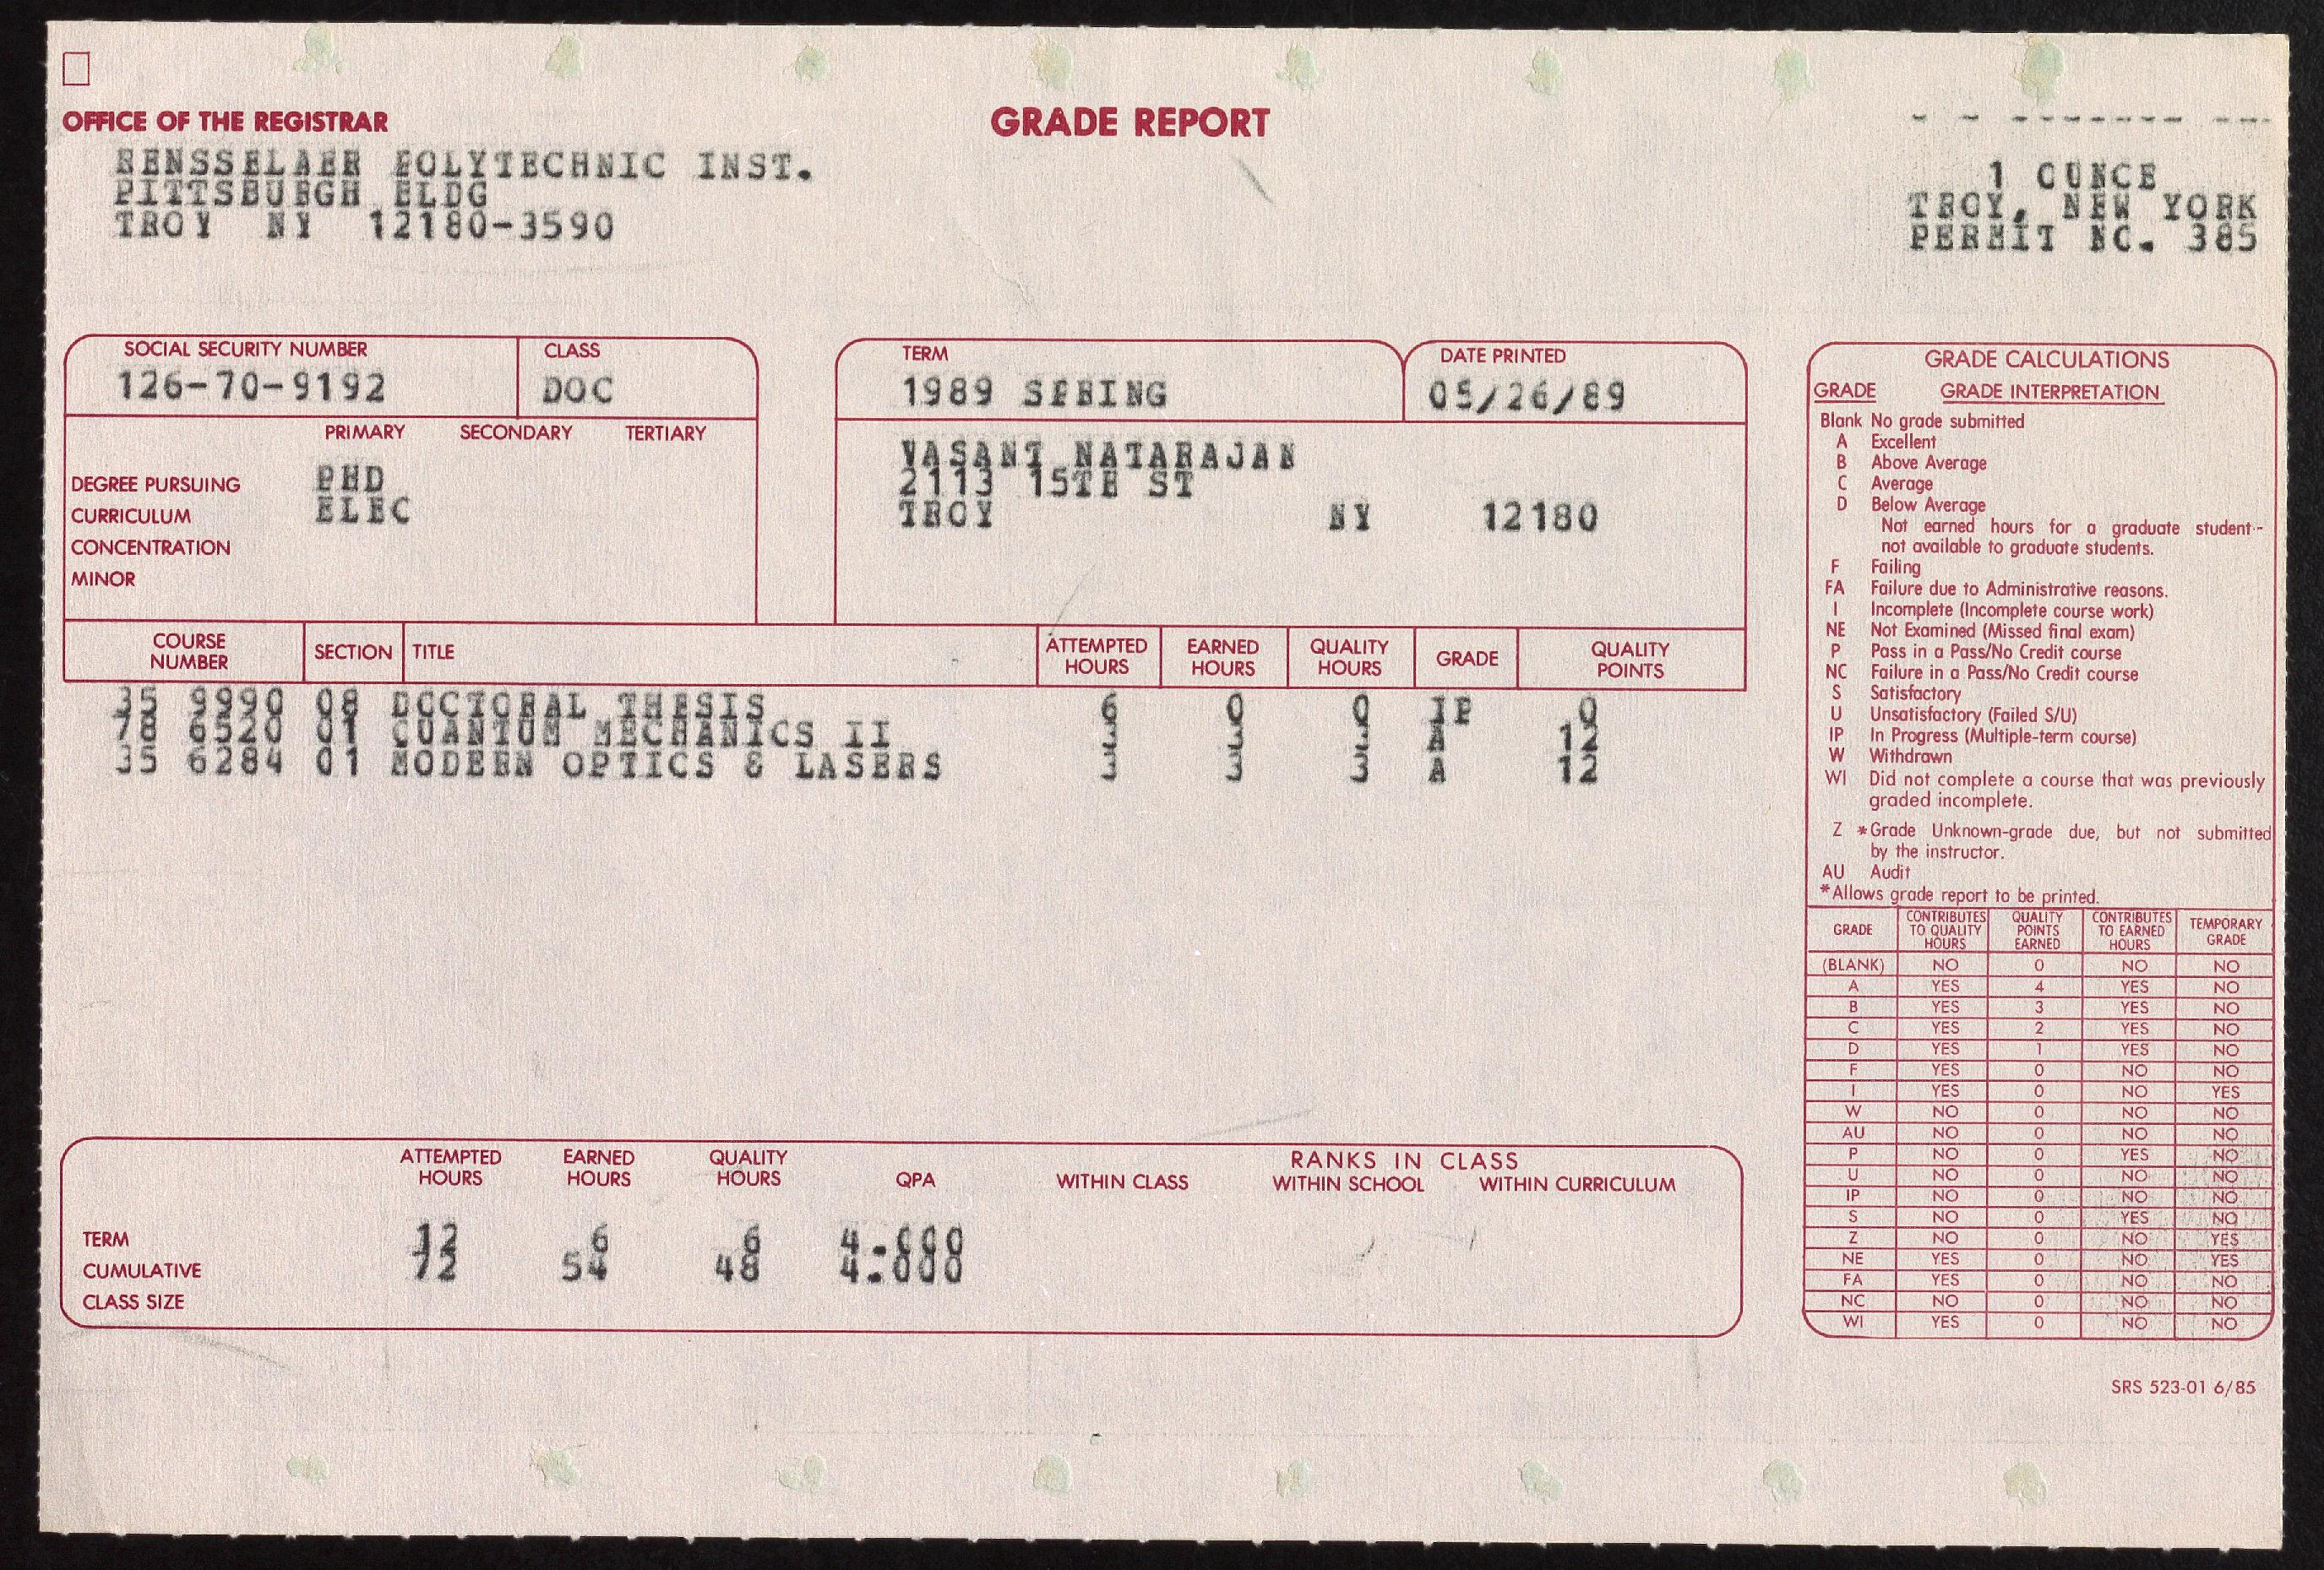 OFFICE OF THE REGISTRAR
GRADE REPORT
RENSSELAER POLYTECHNIC INST.
PITTSBURGH BLDG
TROY NY 12180-3590
1 OUNCE
TROY, NEW YORK
PERMIT NO. 385
SOCIAL SECURITY NUMBER CLASS
126-70-9192 DOC
PRIMARY SECONDARY TERTIARY
DEGREE PURSUING PHD
CURRICULUM ELEC
CONCENTRATION
MINOR
TERM DATE PRINTED
1989 SPRING 05/26/89
VASANT NATARAJAN
2113 15TH ST
TROY NY 12180
COURSE NUMBER SECTION TITLE ATTEMPTED HOURS EARNED HOURS QUALITY HOURS GRADE QUALITY POINTS
35 9990 08 DOCTORAL THESIS 6 0 0 IP 0
78 6520 01 QUANTUM MECHANICS II 3 3 3 A 12
35 6284 01 MODERN OPTICS & LASERS 3 3 3 A 12
ATTEMPTED HOURS EARNED HOURS QUALITY HOURS QPA RANKS IN CLASS
WITHIN CLASS WITHIN SCHOOL WITHIN CURRICULUM
TERM 12 6 6 4.000
CUMULATIVE 72 54 48 4.000
CLASS SIZE
GRADE CALCULATIONS
GRADE GRADE INTERPRETATION
Blank No grade submitted
A Excellent
B Above Average
C Average
D Below Average
Not earned hours for a graduate student--
not available to graduate students.
F Failing
FA Failure due to Administrative reasons.
I Incomplete (Incomplete course work)
NE Not Examined (Missed final exam)
P Pass in a Pass/No Credit course
NC Failure in a Pass/No Credit course
S Satisfactory
U Unsatisfactory (Failed S/U)
IP In Progress (Multiple-term course)
W Withdrawn
WI Did not complete a course that was previously
graded incomplete.
Z *Grade Unknown-grade due, but not submitted
by the instructor.
AU Audit
*Allows grade report to be printed.
GRADE CONTRIBUTES TO QUALITY HOURS QUALITY POINTS EARNED CONTRIBUTES TO EARNED HOURS TEMPORARY GRADE
(BLANK) NO 0 NO NO
A YES 4 YES NO
B YES 3 YES NO
C YES 2 YES NO
D YES 1 YES NO
F YES 0 NO NO
I YES 0 NO YES
W NO 0 NO NO
AU NO 0 NO NO
P NO 0 YES NO
U NO 0 NO NO
IP NO 0 NO NO
S NO 0 YES NO
Z NO 0 NO YES
NE YES 0 NO YES
FA YES 0 NO NO
NC NO 0 NO NO
WI YES 0 NO NO
SRS 523-01 6/85